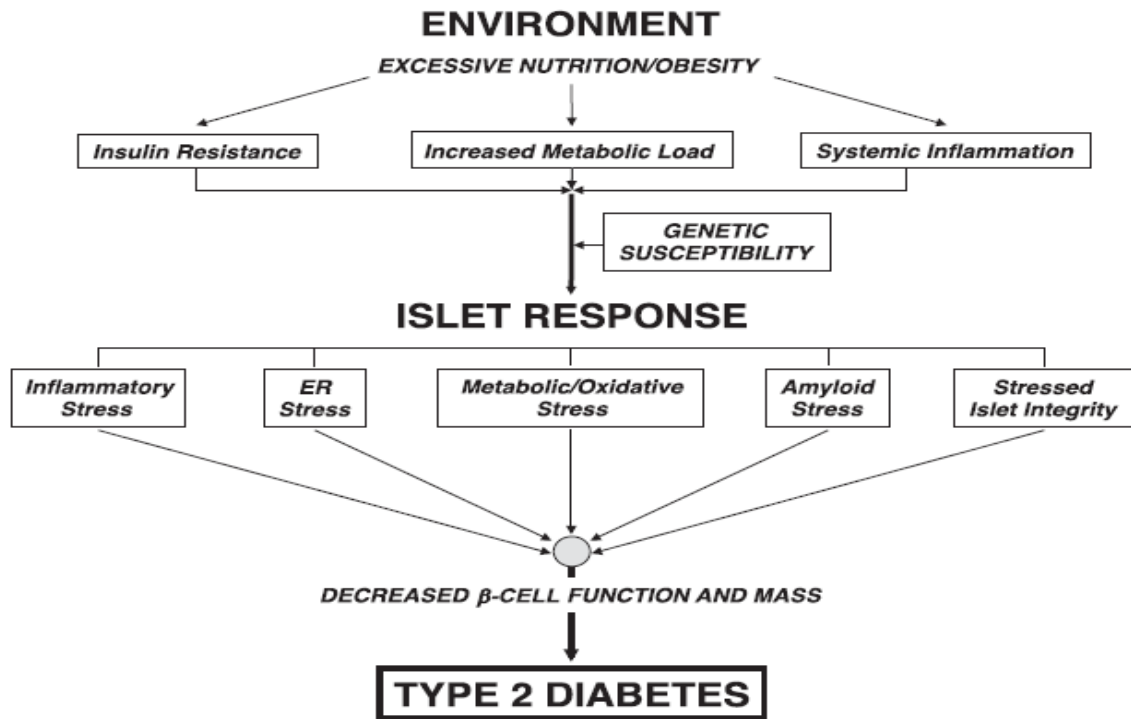 ENVIRONMENT
EXCESSIVE NUTRITION/OBESITY
Insulin Resistance
Increased Metabolic Load
Systemic Inflammation
GENETIC
SUSCEPTIBILITY
ISLET RESPONSE
Inflammatory
Stress
ER
Stress
Metabolic/Oxidative
Stress
Amyloid
Stress
Stressed
Islet Integrity
DECREASED β-CELL FUNCTION AND MASS
TYPE 2 DIABETES